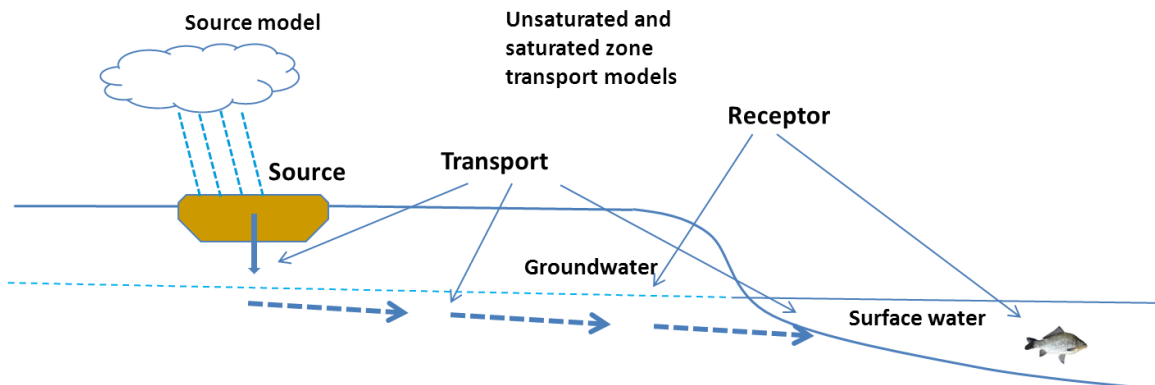 Source model
Unsaturated and
saturated zone
transport models
Receptor
Transport
Source
Groundwater
Surface water